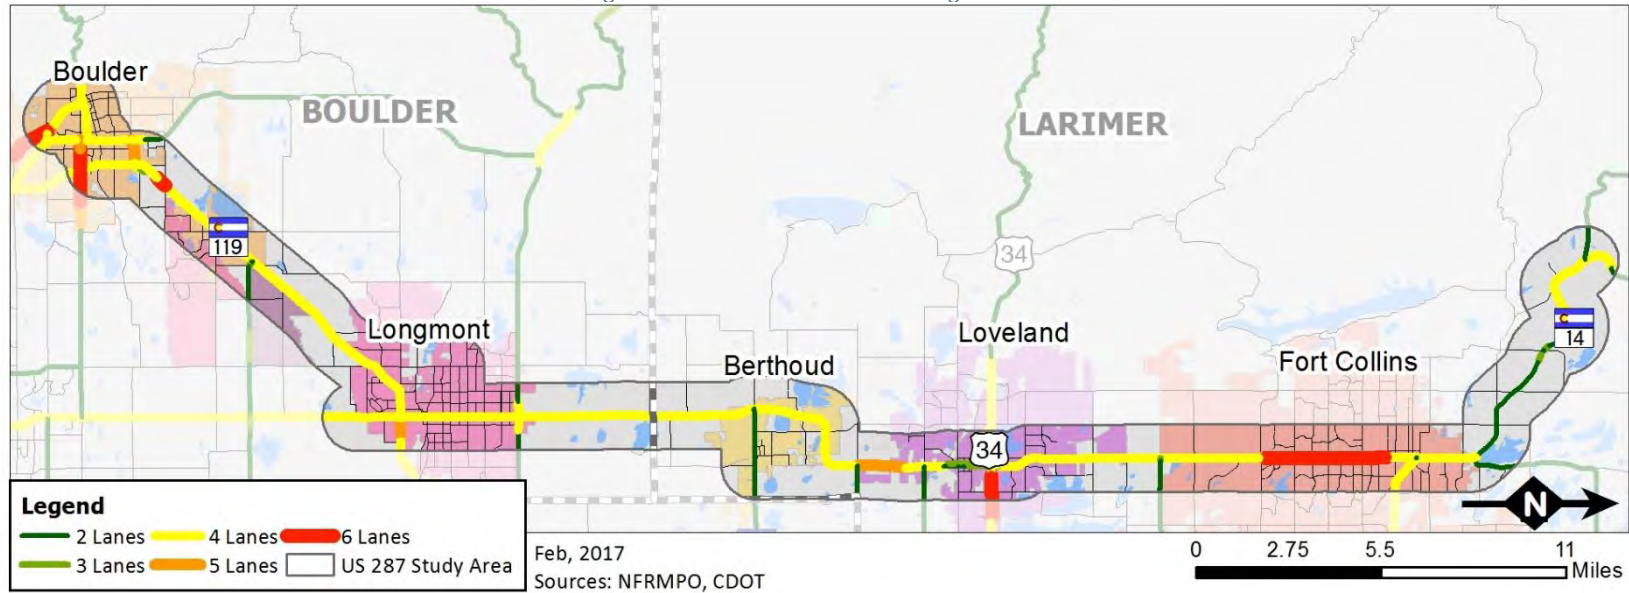 Boulder
BOULDER
LARIMER
119
34
Longmont
Berthoud
Loveland
Fort Collins
14
34
Legend
2 Lanes
4 Lanes
6 Lanes
3 Lanes
5 Lanes
US 287 Study Area
Feb, 2017
Sources: NFRMPO, CDOT
N
0 2.75 5.5 11
Miles